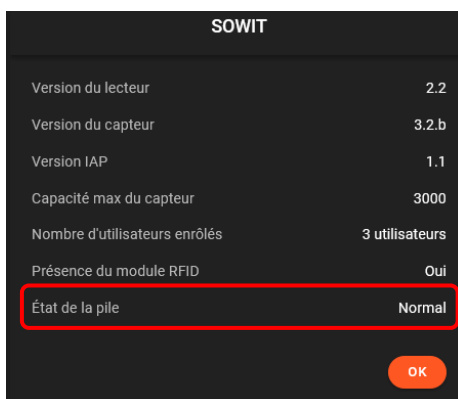 SOWIT
Version du lecteur 2.2
Version du capteur 3.2.b
Version IAP 1.1
Capacité max du capteur 3000
Nombre d'utilisateurs enrôlés 3 utilisateurs
Présence du module RFID Oui
État de la pile Normal
OK